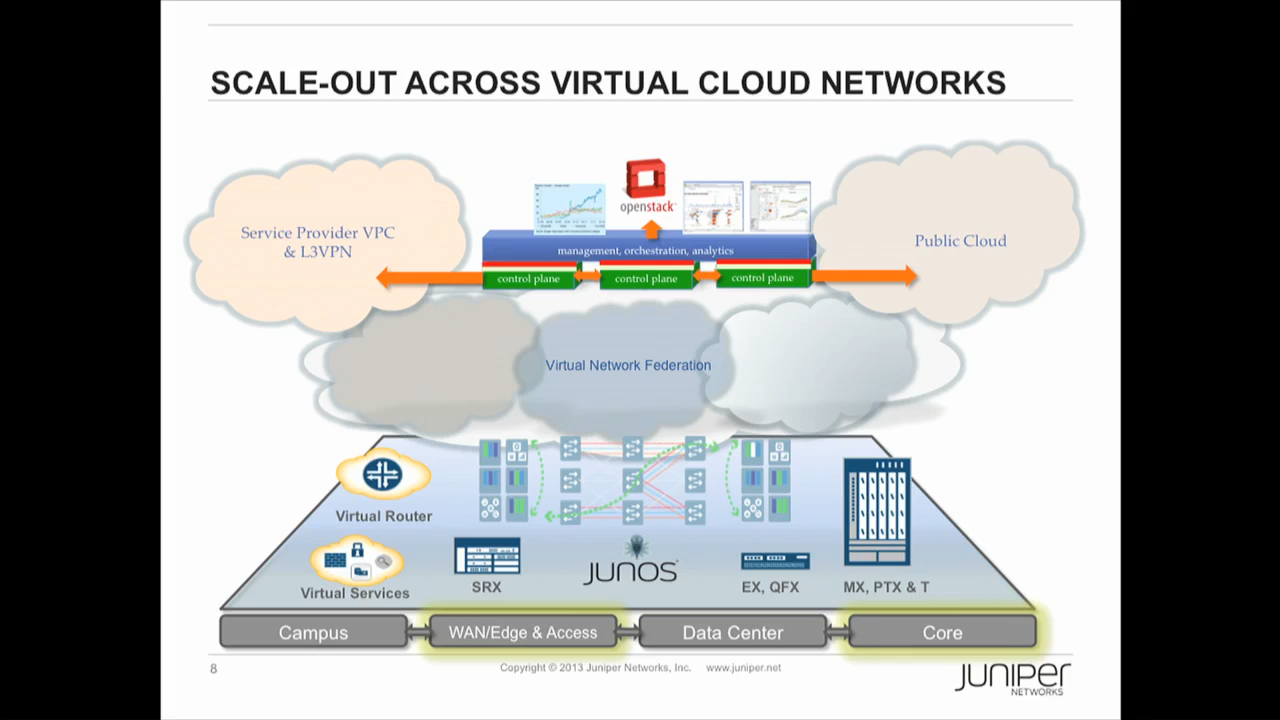 SCALE-OUT ACROSS VIRTUAL CLOUD NETWORKS
openstack™
Service Provider VPC
& L3VPN
management, orchestration, analytics
Public Cloud
control plane
control plane
control plane
Virtual Network Federation
Virtual Router
Virtual Services
SRX
JUNOS
EX, QFX
MX, PTX & T
Campus
WAN/Edge & Access
Data Center
Core
8
Copyright © 2013 Juniper Networks, Inc. www.juniper.net
JUNIPER
NETWORKS